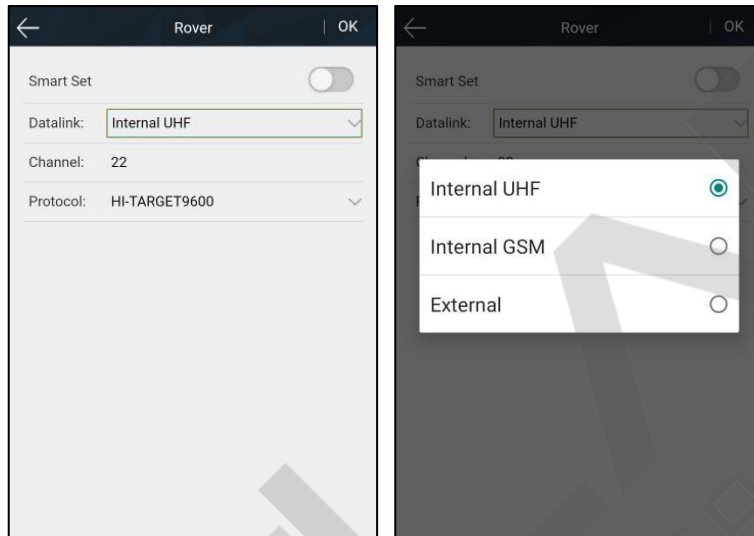 Rover
OK
Smart Set
Datalink: Internal UHF
Channel: 22
Protocol: HI-TARGET9600
Rover
OK
Smart Set
Datalink: Internal UHF
Internal UHF
Internal GSM
External